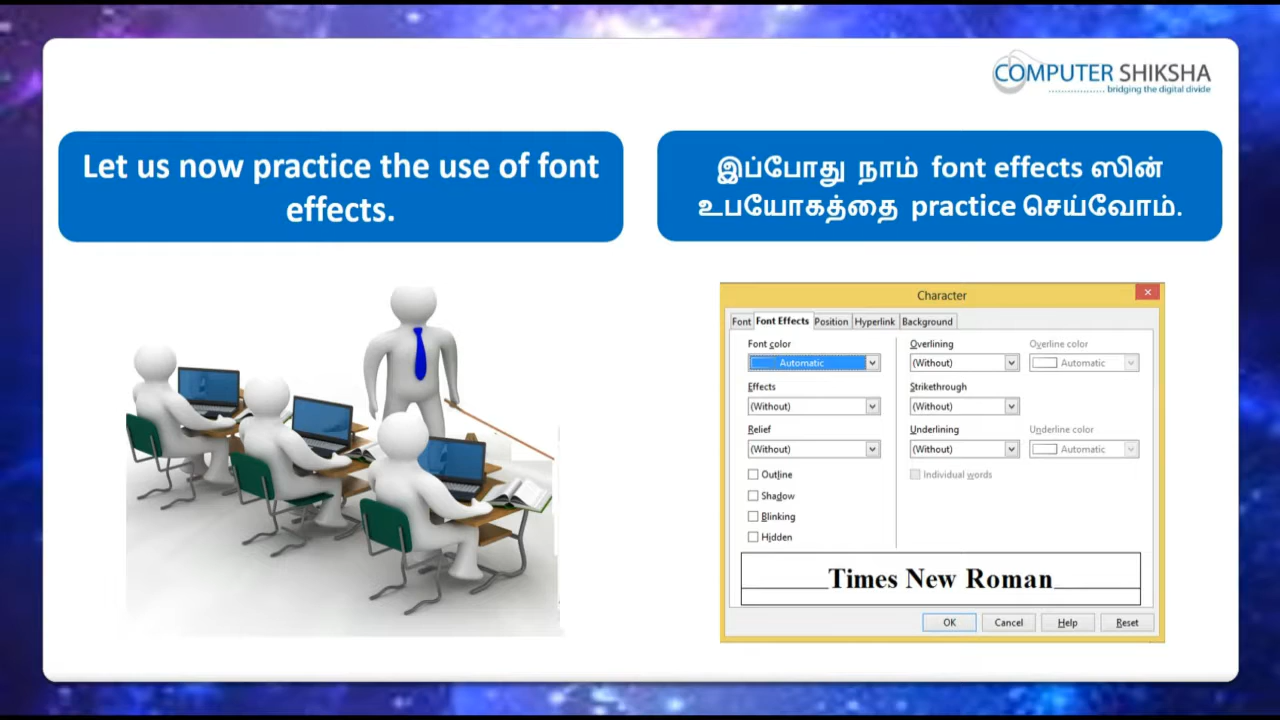 COMPUTER SHIKSHA
bridging the digital divide
Let us now practice the use of font
effects.
இப்போது நாம் font effects ஸின்
உபயோகத்தை practice செய்வோம்.
Character
Font Font Effects Position Hyperlink Background
Font color
Automatic
Effects
(Without)
Relief
(Without)
Outline
Shadow
Blinking
Hidden
Overlining Overline color
(Without) Automatic
Strikethrough
(Without)
Underlining Underline color
(Without) Automatic
Individual words
Times New Roman
OK Cancel Help Reset